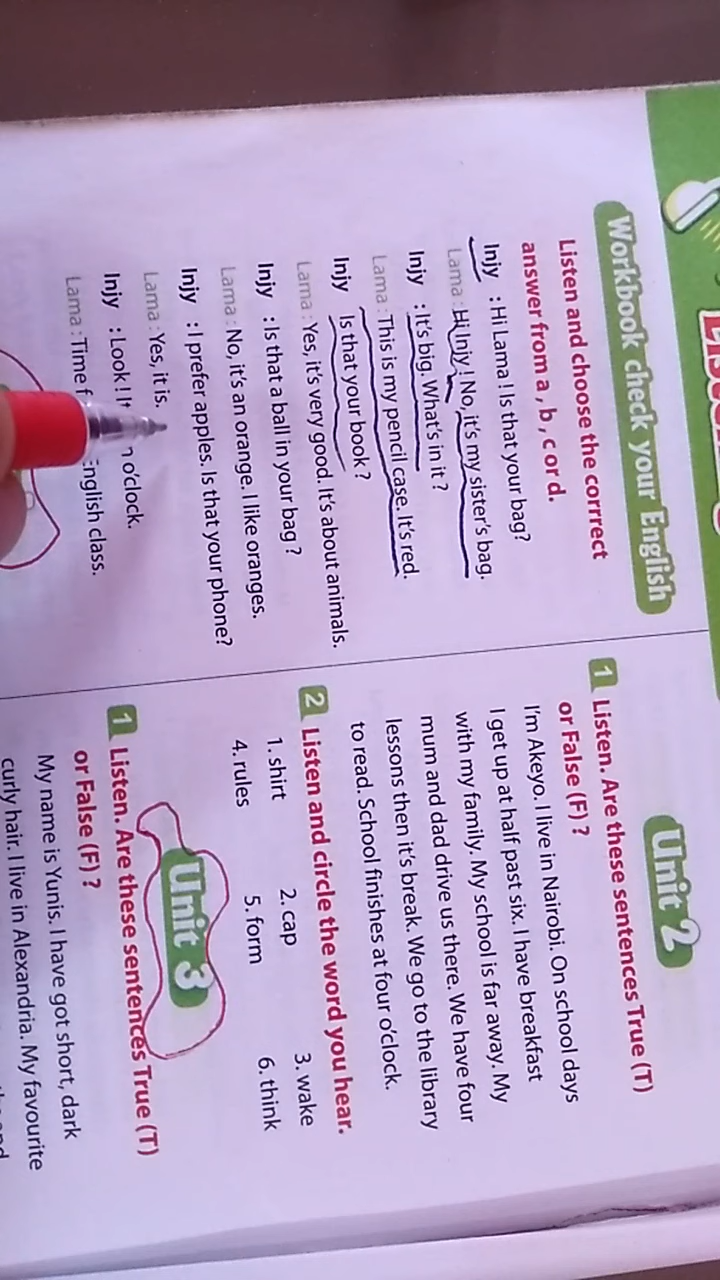 Workbook check your English
Listen and choose the corrrect
answer from a , b , c or d.
Injy : Hi Lama ! Is that your bag?
Lama : Hi Injy ! No, it's my sister's bag.
Injy : It's big. What's in it ?
Lama : This is my pencil case. It's red.
Injy Is that your book ?
Lama : Yes, it's very good. It's about animals.
Injy : Is that a ball in your bag ?
Lama : No, it's an orange. I like oranges.
Injy : I prefer apples. Is that your phone?
Lama : Yes, it is.
Injy : Look ! o'clock.
Lama : Time English class.
Unit 2
1 Listen. Are these sentences True (T)
or False (F) ?
I'm Akeyo. I live in Nairobi. On school days
I get up at half past six. I have breakfast
with my family. My school is far away. My
mum and dad drive us there. We have four
lessons then it's break. We go to the library
to read. School finishes at four o'clock.
2 Listen and circle the word you hear.
1. shirt 2. cap 3. wake
4. rules 5. form 6. think
Unit 3
1 Listen. Are these sentences True (T)
or False (F) ?
My name is Yunis. I have got short, dark
curly hair. I live in Alexandria. My favourite